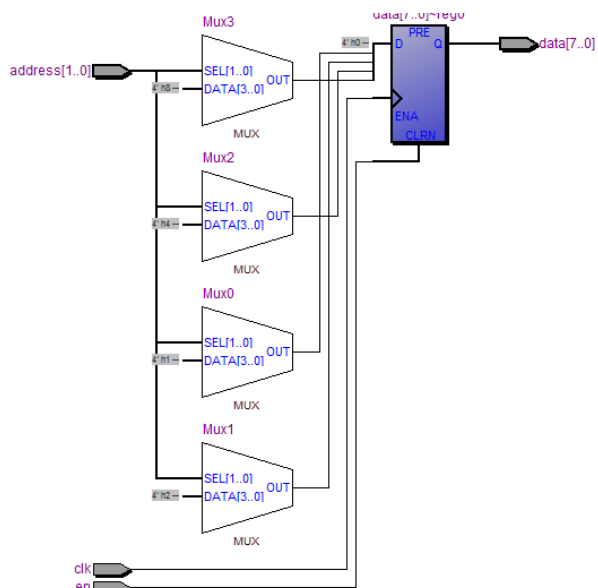 data[7..0]~reg0
Mux3
address[1..0]
SEL[1..0]
4' h8
DATA[3..0]
OUT
MUX
4' h0
D
PRE
Q
data[7..0]
ENA
CLRN
Mux2
SEL[1..0]
4' h4
DATA[3..0]
OUT
MUX
Mux0
SEL[1..0]
4' h1
DATA[3..0]
OUT
MUX
Mux1
SEL[1..0]
4' h2
DATA[3..0]
OUT
MUX
clk
en